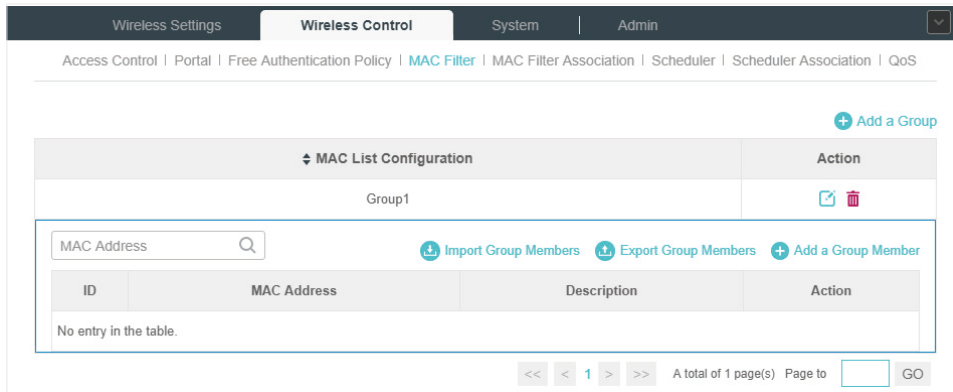 Wireless Settings Wireless Control System Admin
Access Control | Portal | Free Authentication Policy | MAC Filter | MAC Filter Association | Scheduler | Scheduler Association | QoS
Add a Group
MAC List Configuration Action
Group1
MAC Address Import Group Members Export Group Members Add a Group Member
ID MAC Address Description Action
No entry in the table.
<< < 1 > >> A total of 1 page(s) Page to GO